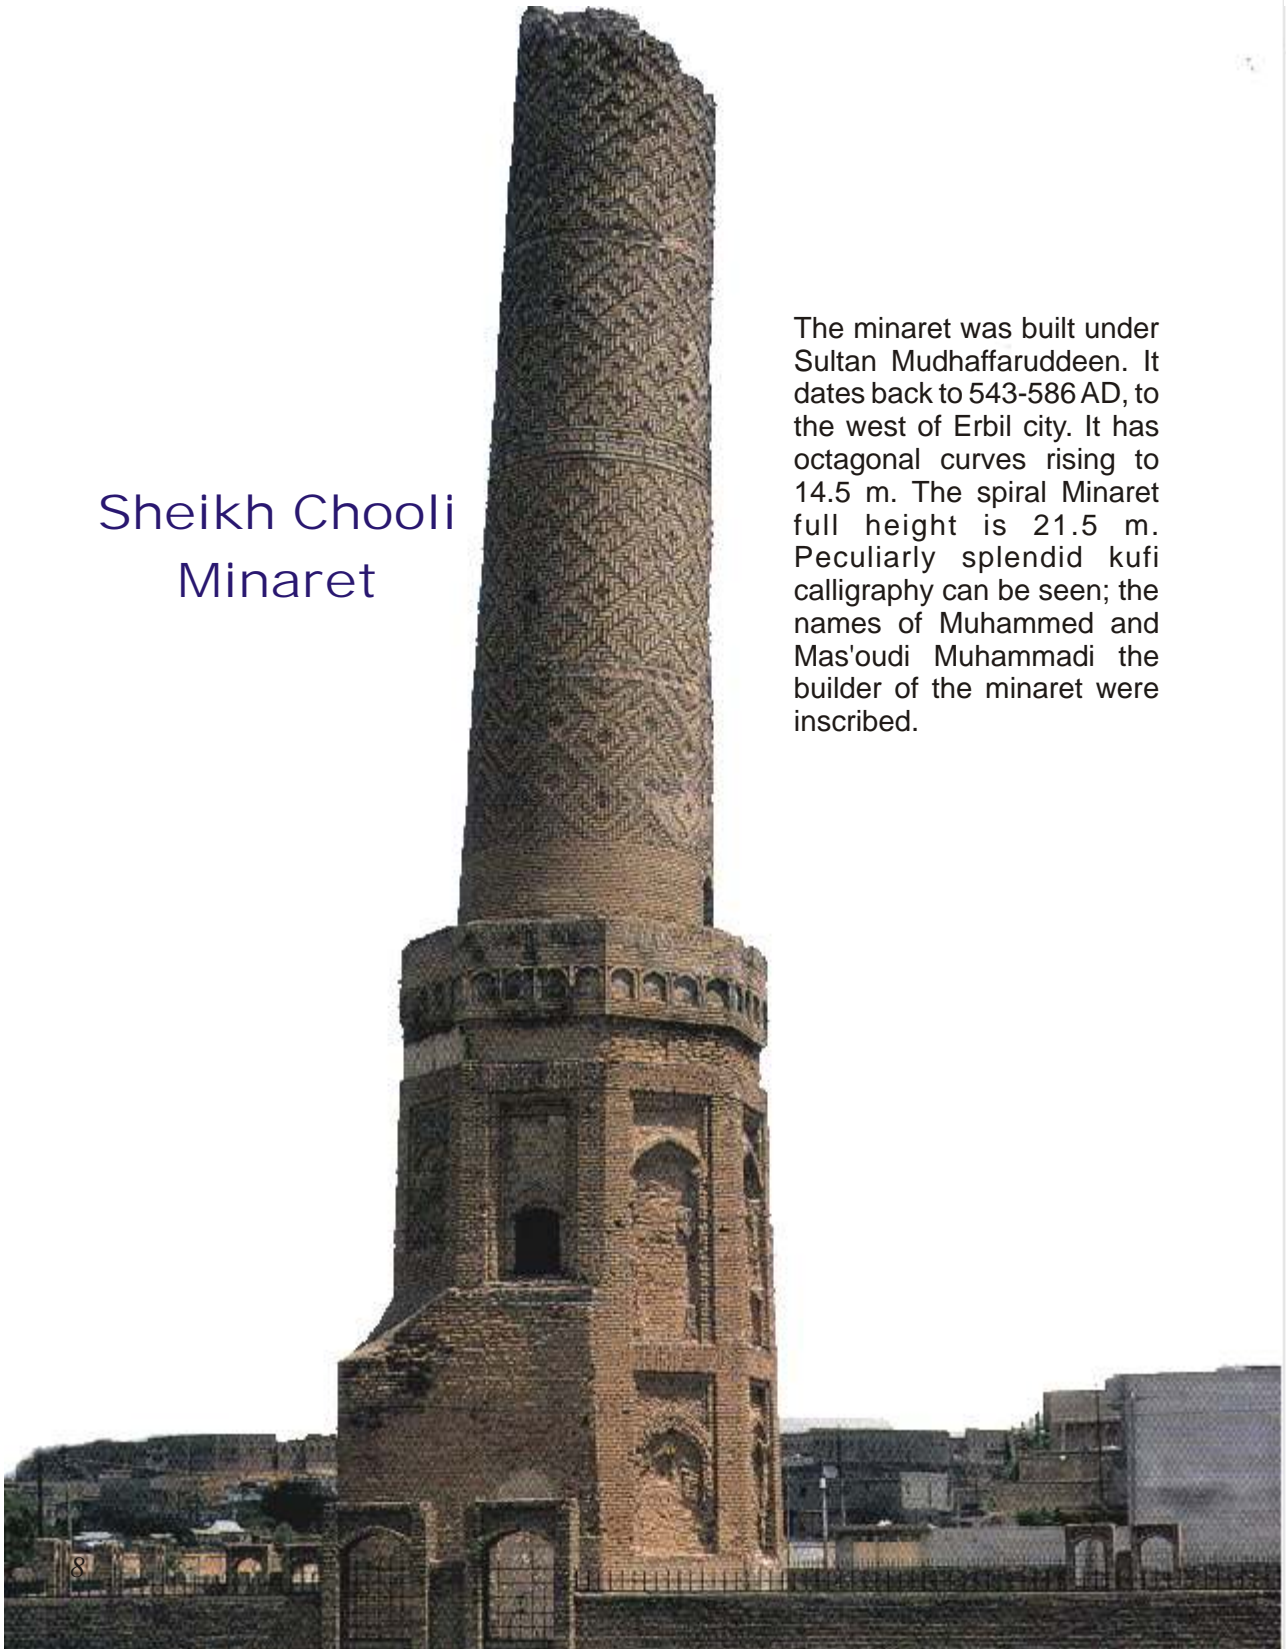 Sheikh Chooli
Minaret
The minaret was built under
Sultan Mudhaffaruddeen. It
dates back to 543-586 AD, to
the west of Erbil city. It has
octagonal curves rising to
14.5 m. The spiral Minaret
full height is 21.5 m.
Peculiarly splendid kufi
calligraphy can be seen; the
names of Muhammed and
Mas'oudi Muhammadi the
builder of the minaret were
inscribed.
8